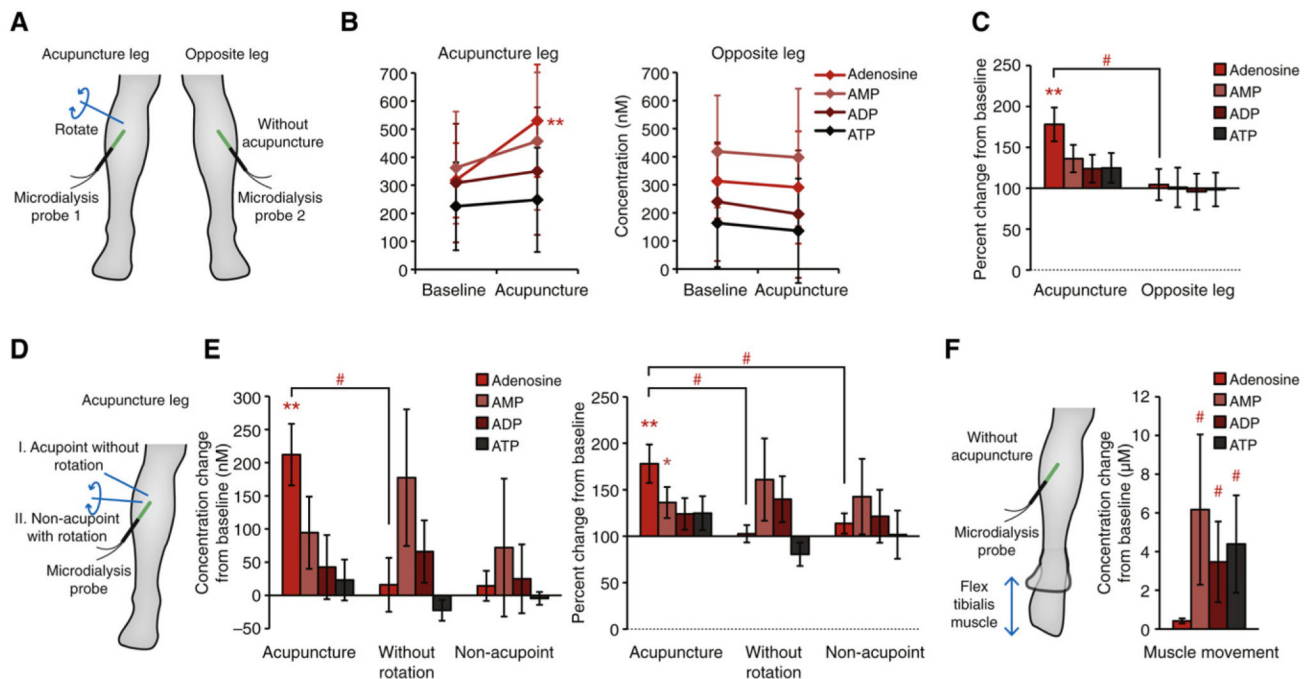 A
Acupuncture leg
Opposite leg
Rotate
Without
acupuncture
Microdialysis
probe 1
Microdialysis
probe 2
B
Acupuncture leg
700
600
500
400
300
200
100
0
**
Baseline
Acupuncture
Opposite leg
Concentration (nM)
700
600
500
400
300
200
100
0
Baseline
Acupuncture
Adenosine
AMP
ADP
ATP
C
Percent change from baseline
250
200
150
100
50
0
#
**
Adenosine
AMP
ADP
ATP
Acupuncture
Opposite leg
D
Acupuncture leg
I. Acupoint without
rotation
II. Non-acupoint
with rotation
Microdialysis
probe
E
Concentration change
from baseline (nM)
300
250
200
150
100
50
0
–50
#
**
Adenosine
AMP
ADP
ATP
Acupuncture
Without
rotation
Non-acupoint
Percent change from baseline
250
200
150
100
50
0
#
#
**
*
Adenosine
AMP
ADP
ATP
Acupuncture
Without
rotation
Non-acupoint
F
Without
acupuncture
Microdialysis
probe
Flex
tibialis
muscle
Concentration change
from baseline (µM)
12
10
8
6
4
2
0
#
#
#
Adenosine
AMP
ADP
ATP
Muscle movement